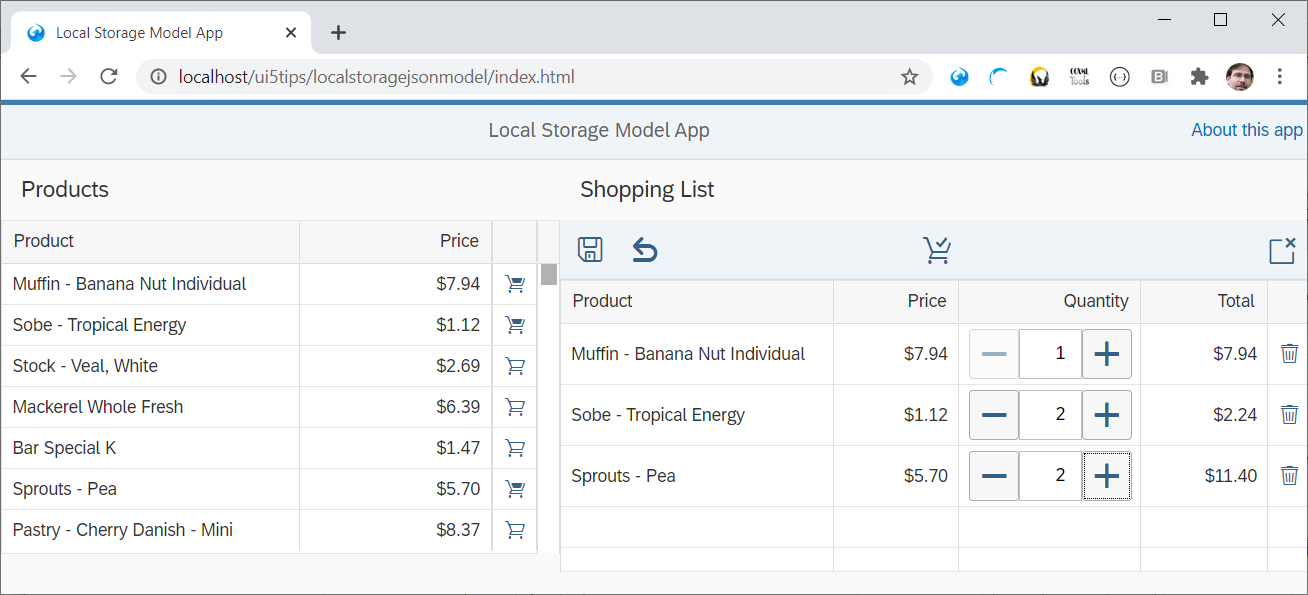 Local Storage Model App
localhost/ui5tips/localstoragejsonmodel/index.html
Local Storage Model App
About this app
Products
Product Price
Muffin - Banana Nut Individual $7.94
Sobe - Tropical Energy $1.12
Stock - Veal, White $2.69
Mackerel Whole Fresh $6.39
Bar Special K $1.47
Sprouts - Pea $5.70
Pastry - Cherry Danish - Mini $8.37
Shopping List
Product Price Quantity Total
Muffin - Banana Nut Individual $7.94 1 $7.94
Sobe - Tropical Energy $1.12 2 $2.24
Sprouts - Pea $5.70 2 $11.40